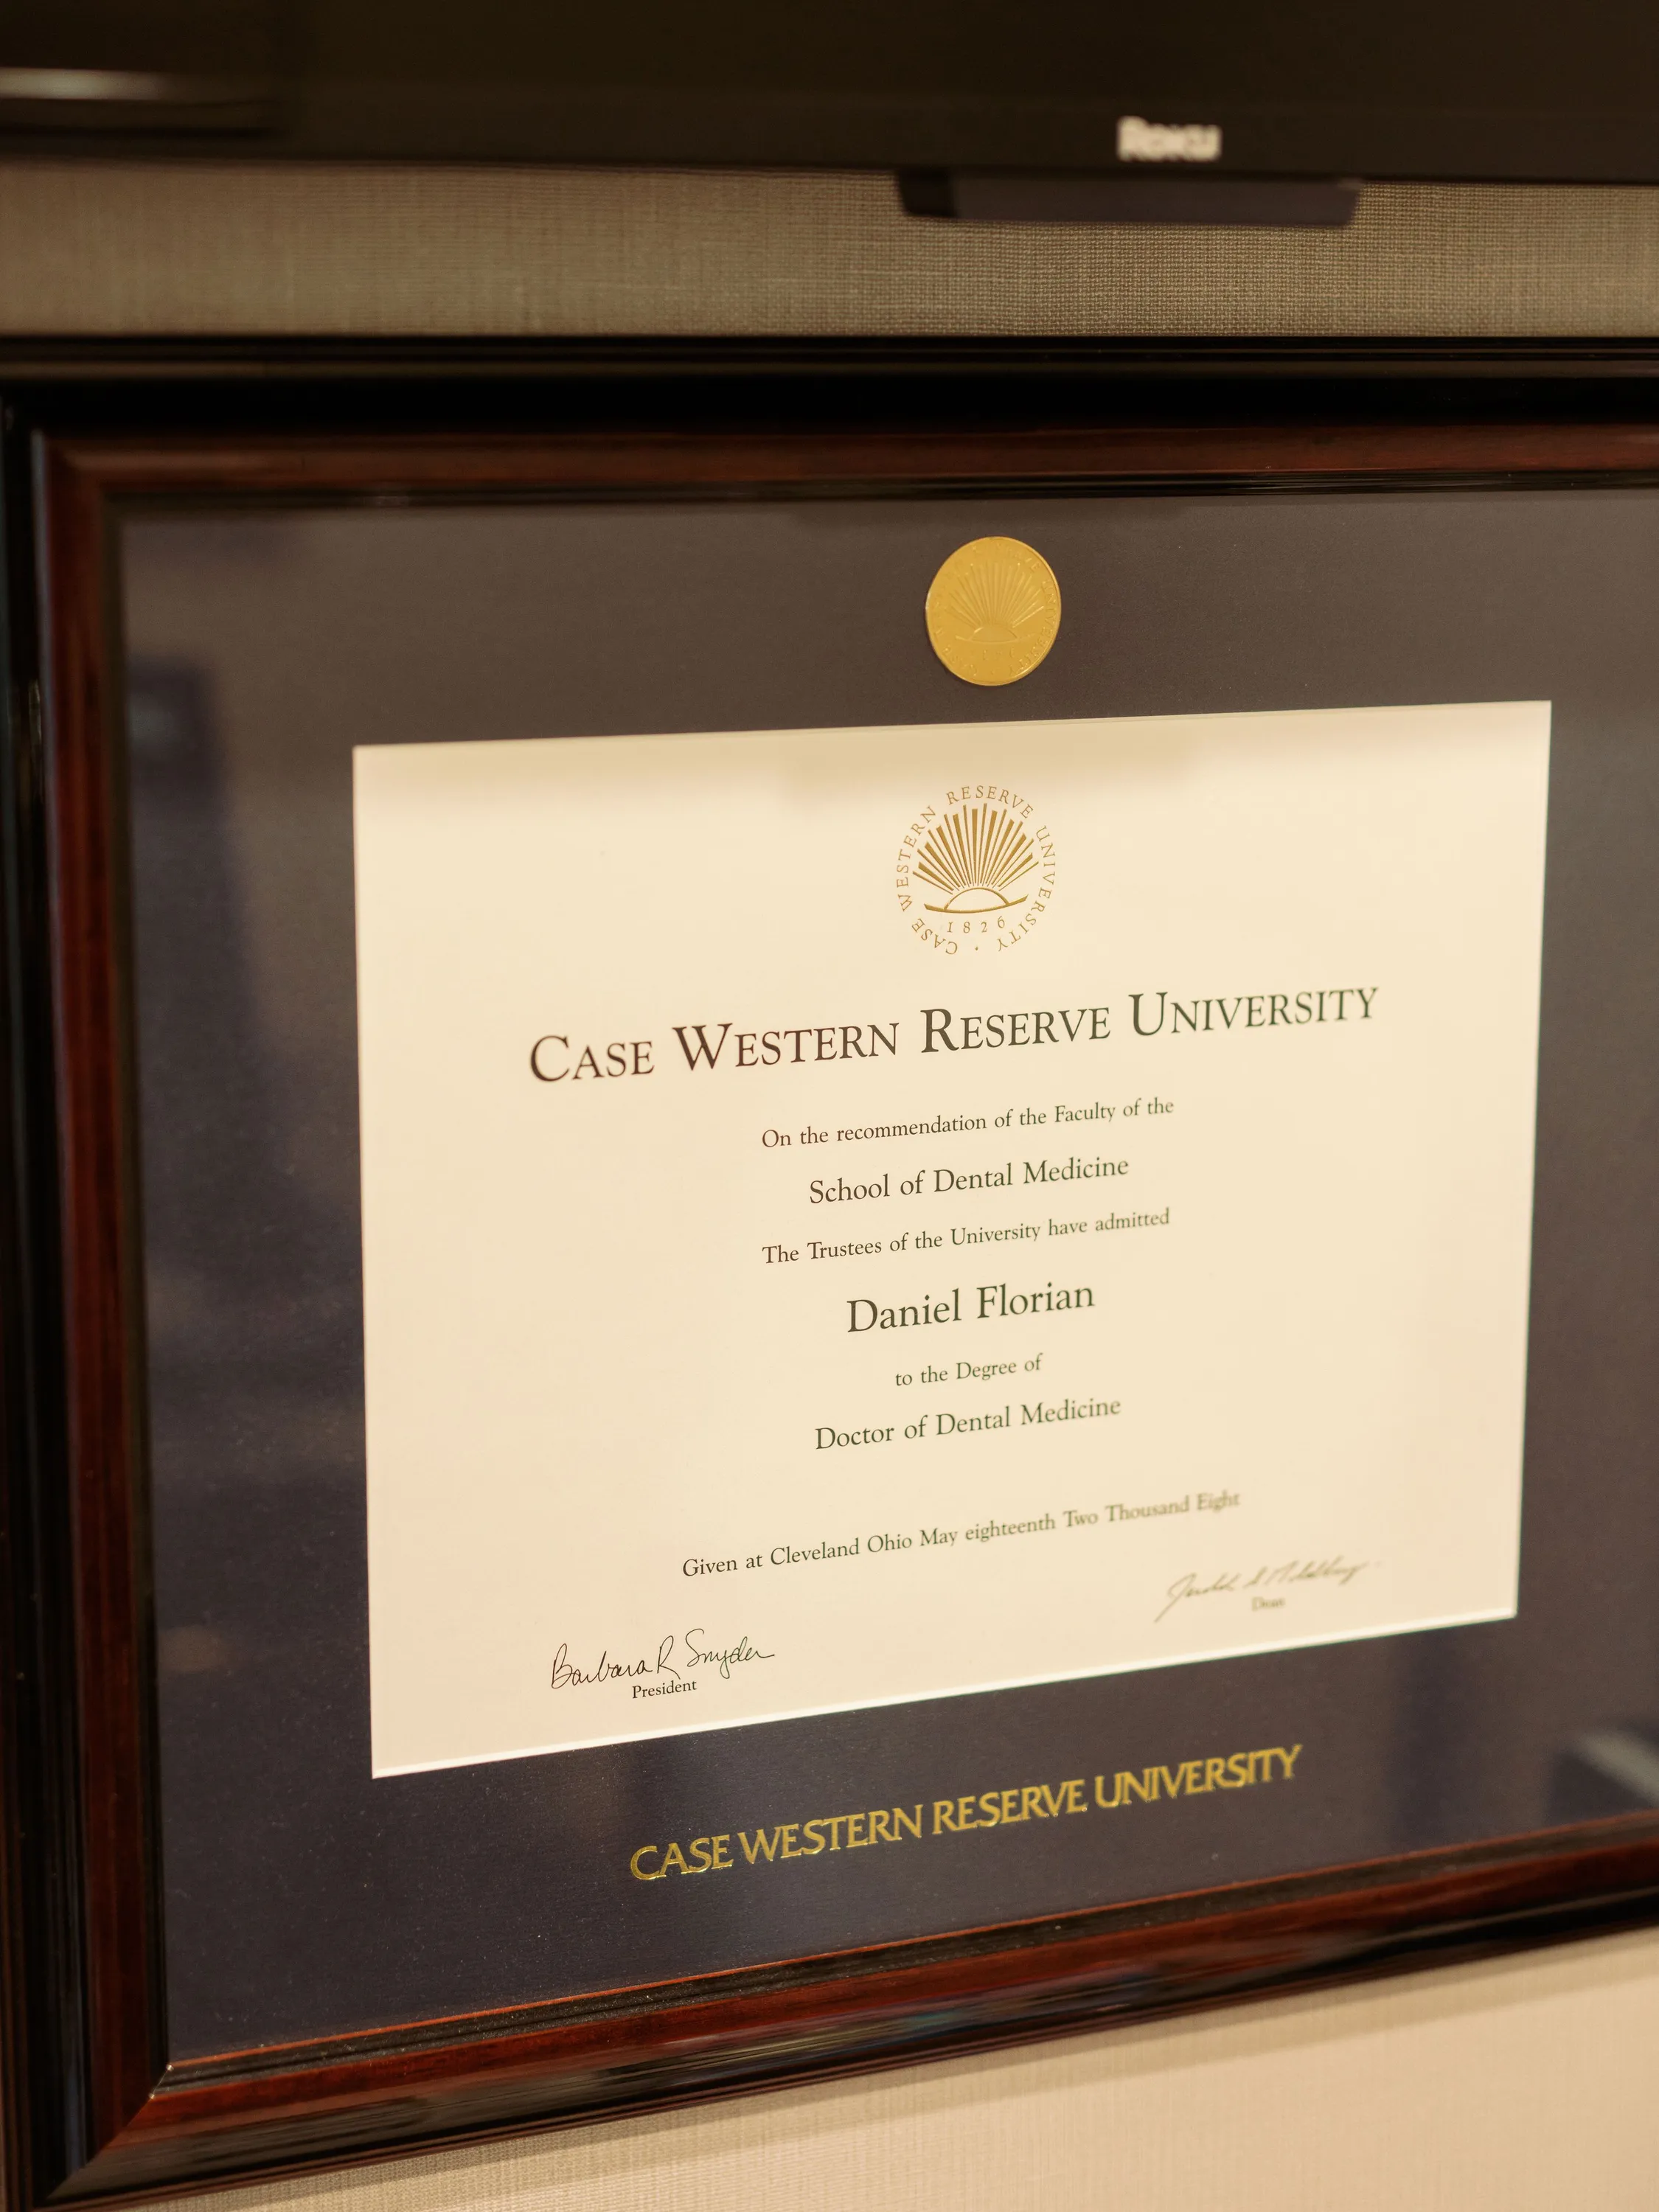 Roku
CASE WESTERN RESERVE UNIVERSITY ·
1826
CASE WESTERN RESERVE UNIVERSITY
On the recommendation of the Faculty of the
School of Dental Medicine
The Trustees of the University have admitted
Daniel Florian
to the Degree of
Doctor of Dental Medicine
Given at Cleveland Ohio May eighteenth Two Thousand Eight
Barbara R Snyder
President
Dean
CASE WESTERN RESERVE UNIVERSITY